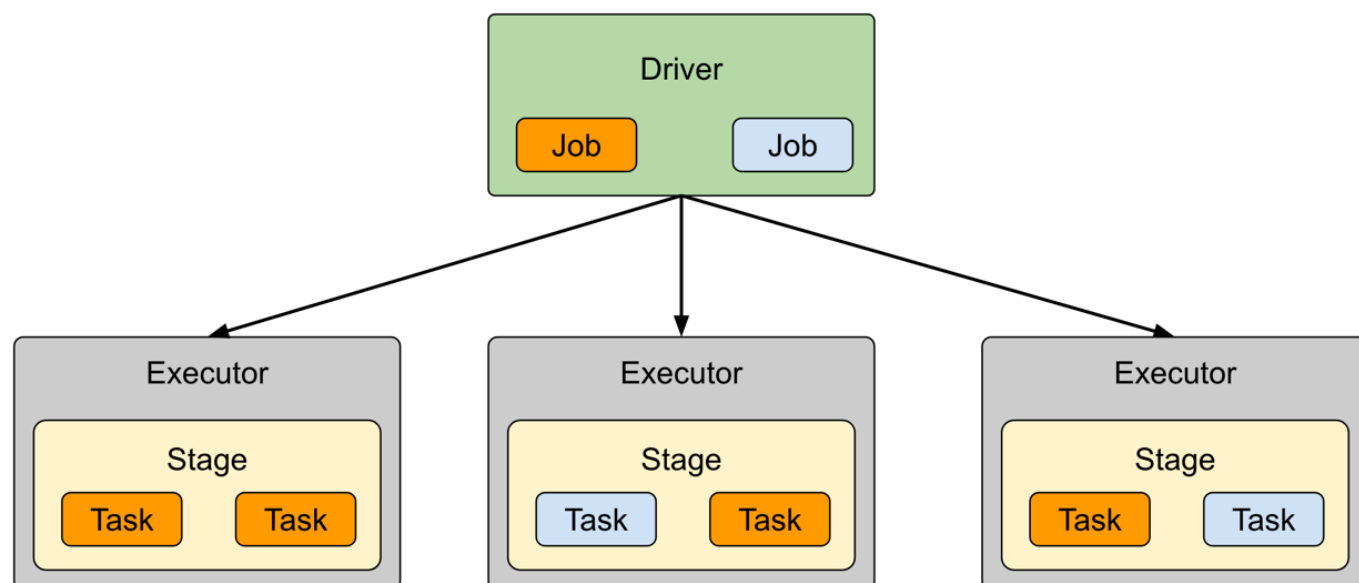 Driver
Job Job
Executor Executor Executor
Stage Stage Stage
Task Task Task Task Task Task